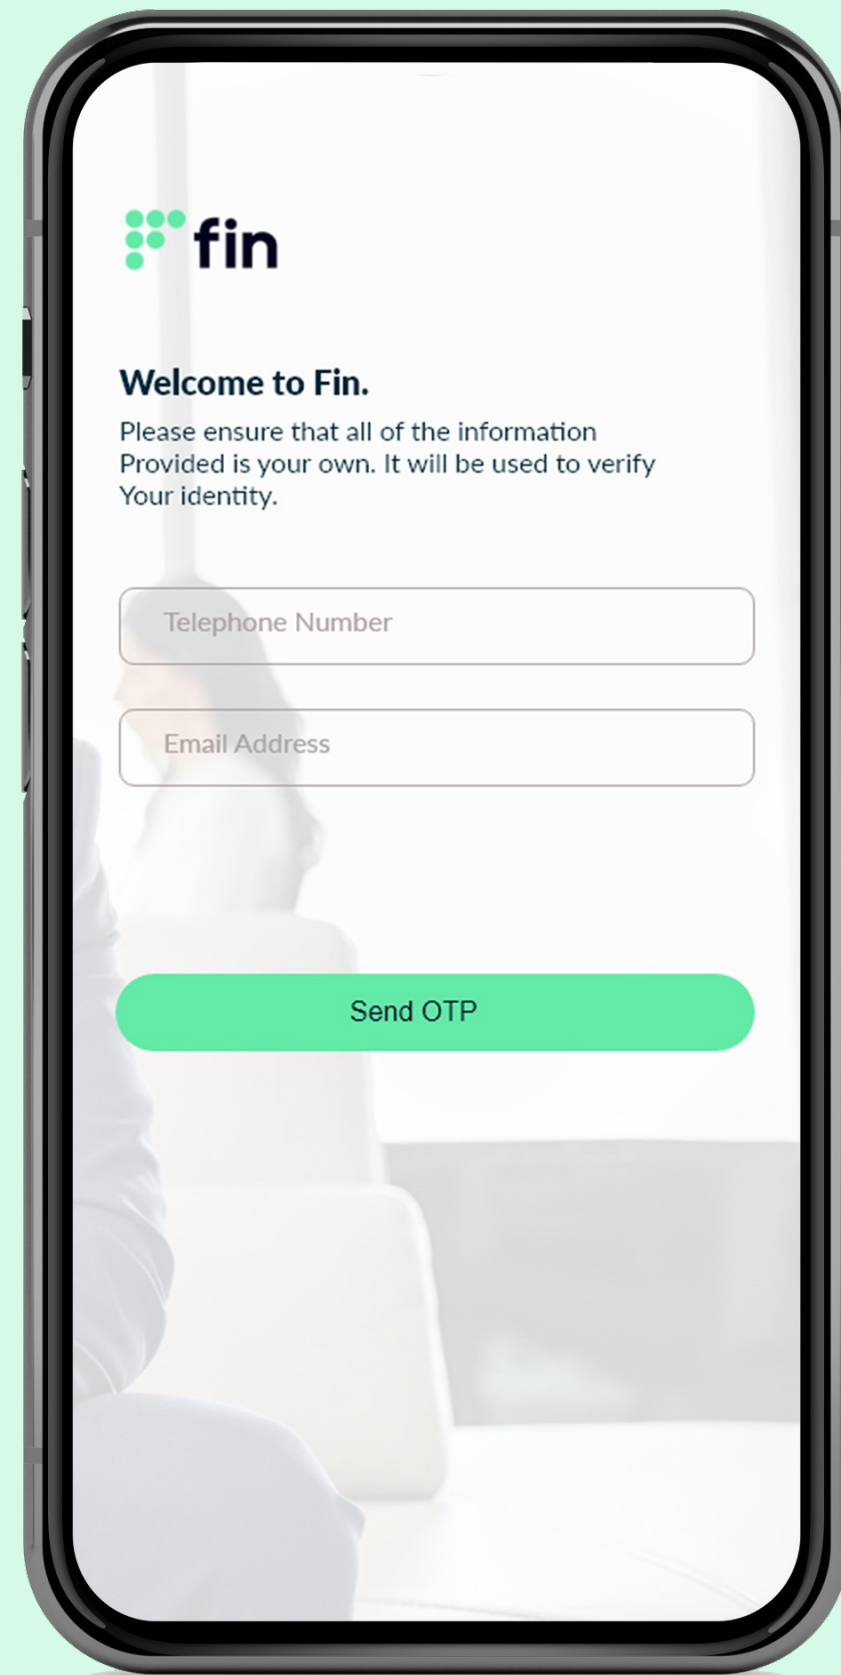 fin
Welcome to Fin.
Please ensure that all of the information
Provided is your own. It will be used to verify
Your identity.
Telephone Number
Email Address
Send OTP